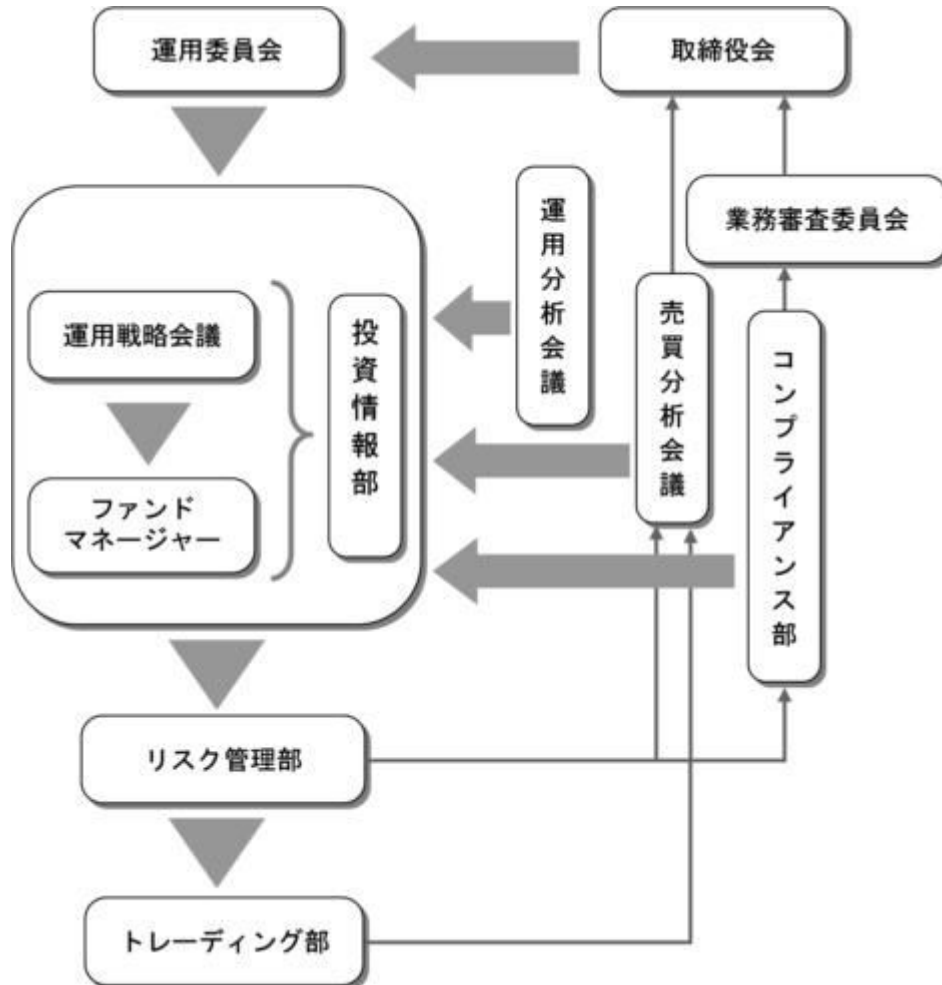 運用委員会
取締役会
運用分析会議
業務審査委員会
売買分析会議
コンプライアンス部
運用戦略会議
投資情報部
ファンド
マネージャー
リスク管理部
トレーディング部